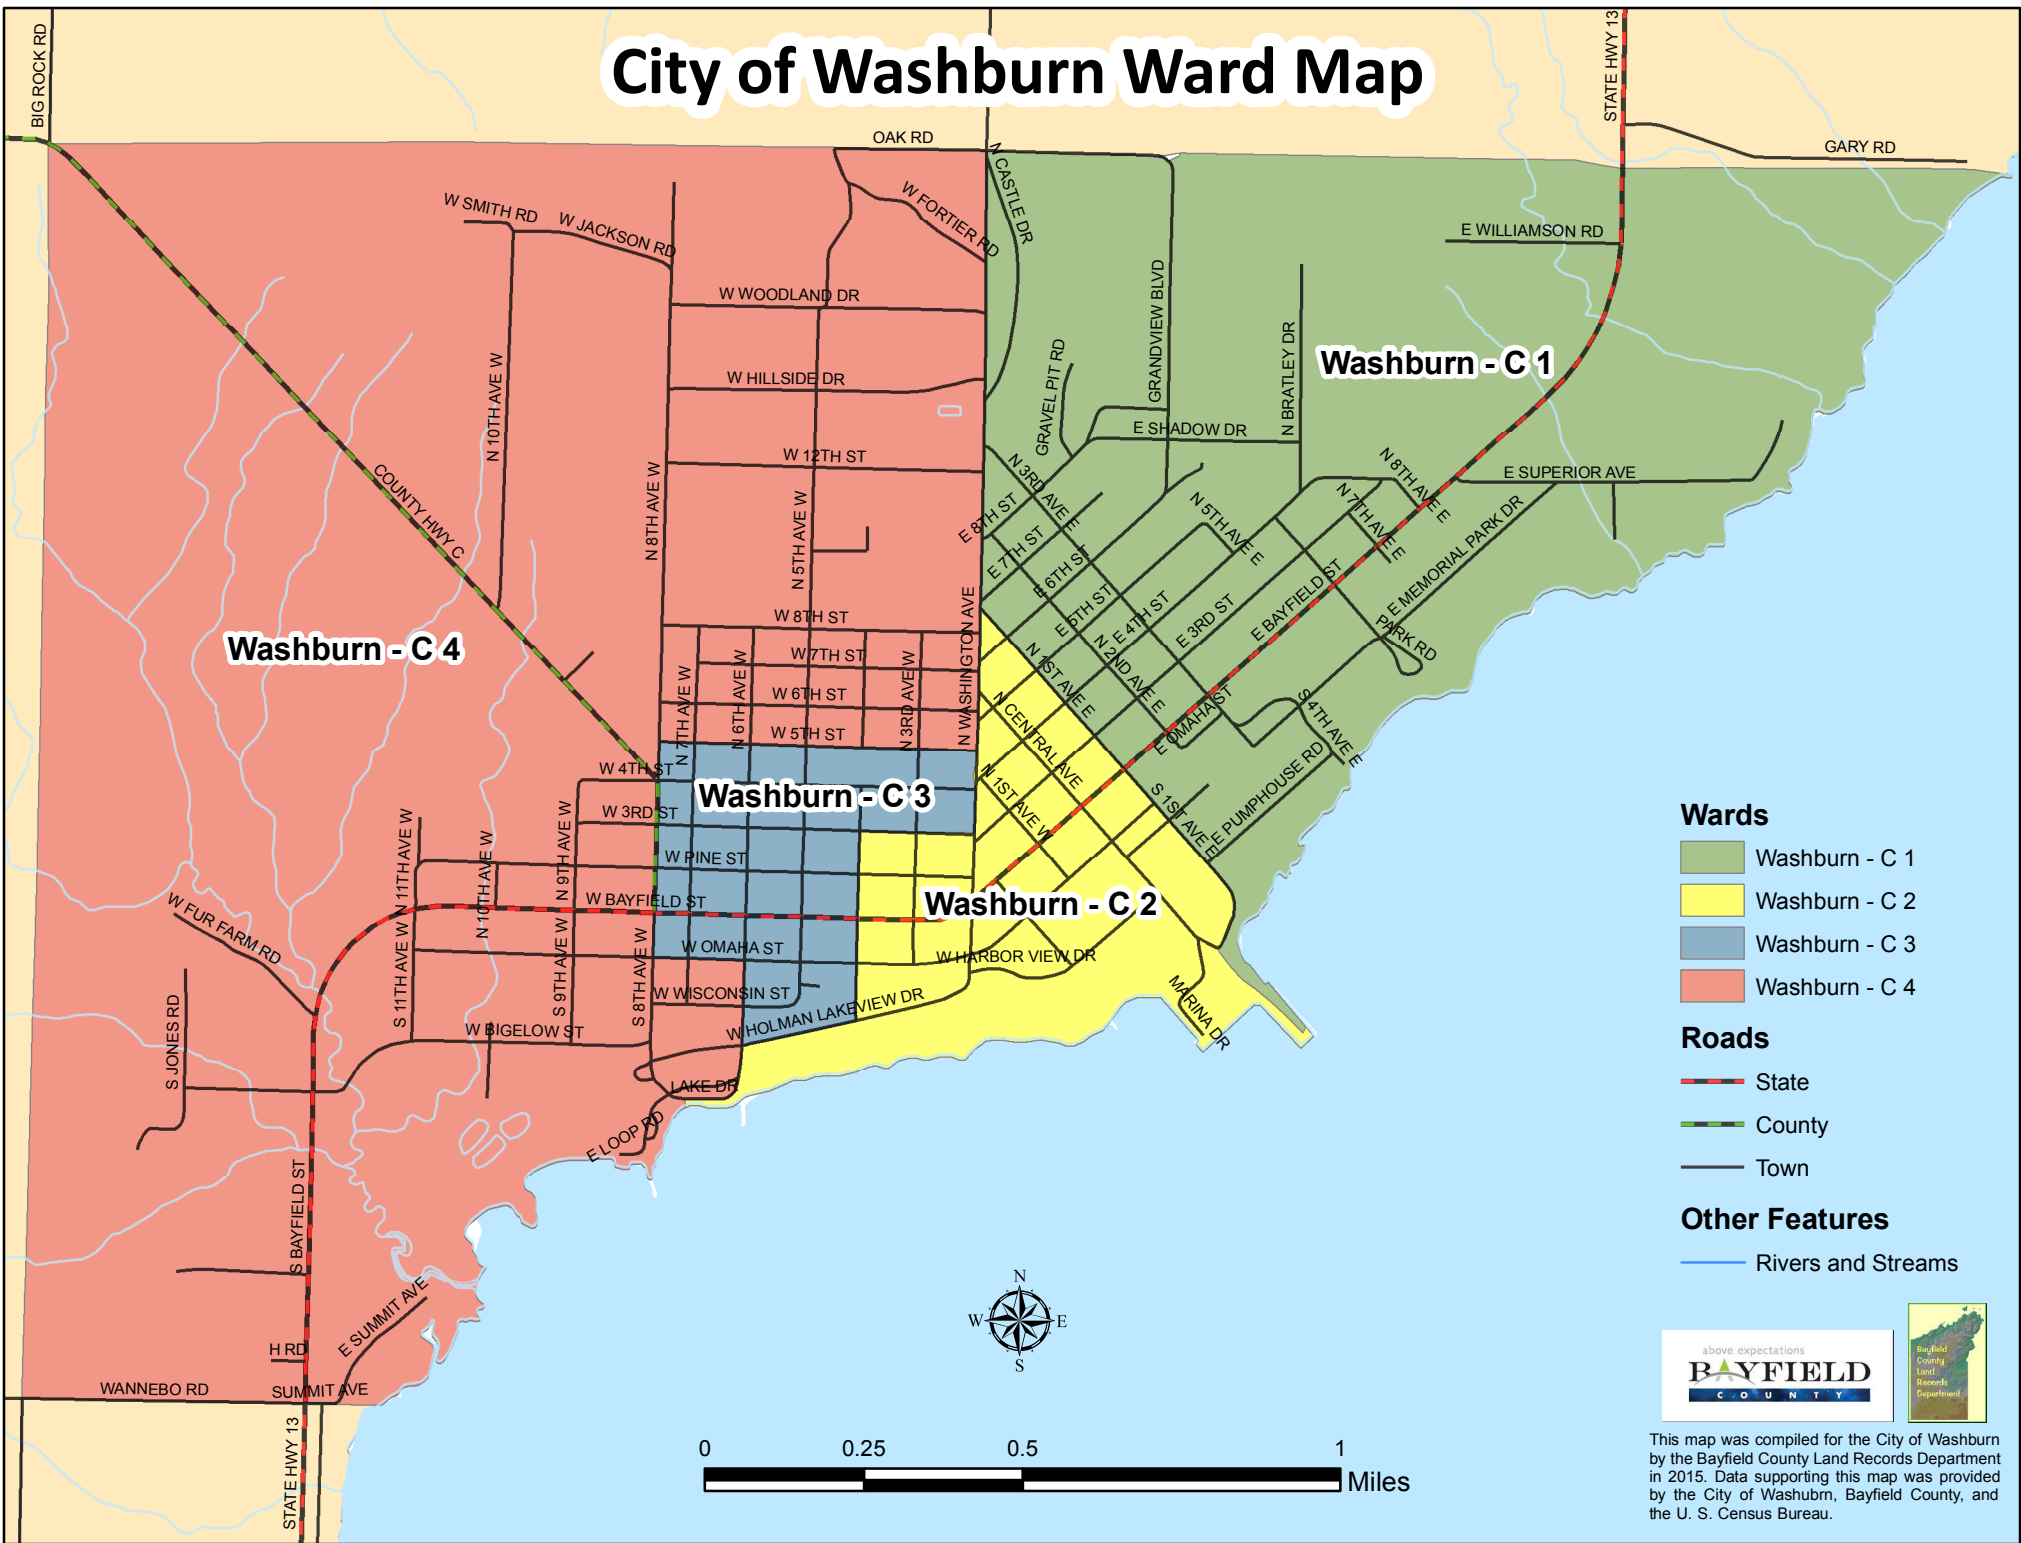 City of Washburn Ward Map
BIG ROCK RD
STATE HWY 13
OAK RD
GARY RD
N CASTLE DR
W FORTIER RD
W SMITH RD
W JACKSON RD
E WILLIAMSON RD
W WOODLAND DR
GRANDVIEW BLVD
N BRATLEY DR
GRAVEL PIT RD
Washburn - C 1
W HILLSIDE DR
N 10TH AVE W
E SHADOW DR
W 12TH ST
N 8TH AVE W
N 5TH AVE W
COUNTY HWY C
N 3RD AVE E
E 8TH ST
E 7TH ST
E 6TH ST
E 5TH ST
E 4TH ST
E 3RD ST
N 5TH AVE E
N 7TH AVE E
N 8TH AVE E
E SUPERIOR AVE
E MEMORIAL PARK DR
E BAYFIELD ST
PARK RD
W 8TH ST
W 7TH ST
W 6TH ST
W 5TH ST
N WASHINGTON AVE
N 7TH AVE W
N 6TH AVE W
N 3RD AVE W
Washburn - C 4
N 1ST AVE E
N 2ND AVE E
N CENTRAL AVE
N 1ST AVE W
E OMAHA ST
S 4TH AVE E
E PUMPHOUSE RD
S 1ST AVE E
W 4TH ST
Washburn - C 3
W 3RD ST
W PINE ST
W BAYFIELD ST
Washburn - C 2
N 11TH AVE W
N 10TH AVE W
N 9TH AVE W
W FUR FARM RD
S 11TH AVE W
S 9TH AVE W
S 8TH AVE W
W OMAHA ST
W HARBOR VIEW DR
W WISCONSIN ST
W HOLMAN LAKEVIEW DR
MARINA DR
S JONES RD
W BIGELOW ST
LAKE DR
E LOOP RD
S BAYFIELD ST
E SUMMIT AVE
H RD
WANNEBO RD
SUMMIT AVE
STATE HWY 13
Wards
Washburn - C 1
Washburn - C 2
Washburn - C 3
Washburn - C 4
Roads
State
County
Town
Other Features
Rivers and Streams
N
W
E
S
0
0.25
0.5
1
Miles
above expectations
BAYFIELD
COUNTY
Bayfield
County
Land
Records
Department
This map was compiled for the City of Washburn
by the Bayfield County Land Records Department
in 2015. Data supporting this map was provided
by the City of Washubrn, Bayfield County, and
the U. S. Census Bureau.